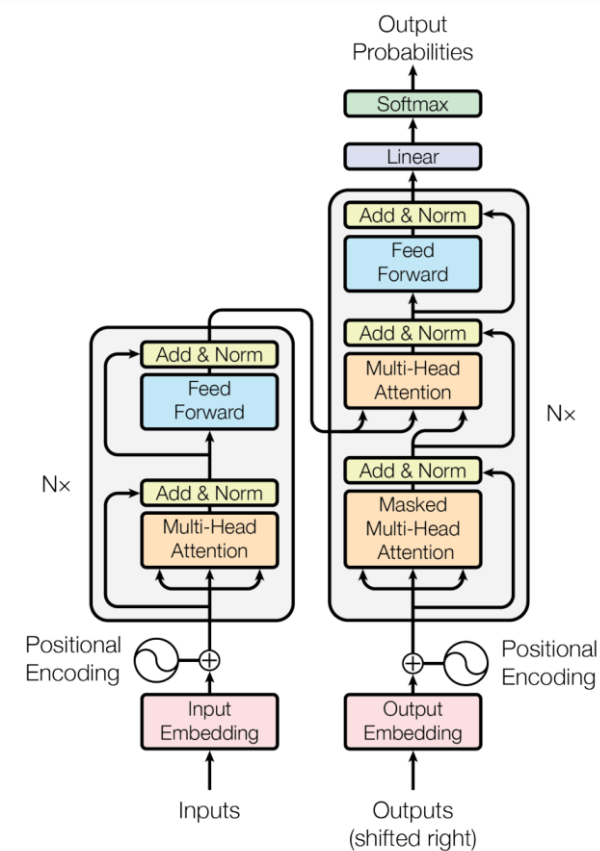 Output
Probabilities
Softmax
Linear
Add & Norm
Feed
Forward
Add & Norm
Multi-Head
Attention
Nx
Add & Norm
Masked
Multi-Head
Attention
Add & Norm
Feed
Forward
Nx
Add & Norm
Multi-Head
Attention
Positional
Encoding
Positional
Encoding
Input
Embedding
Output
Embedding
Inputs
Outputs
(shifted right)